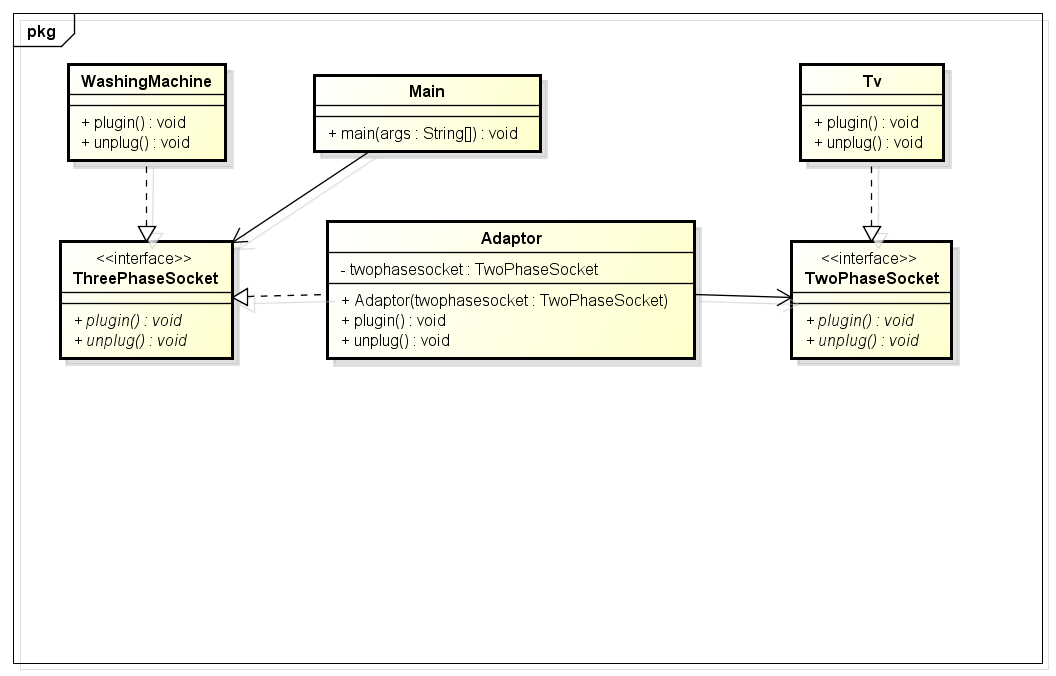 pkg
WashingMachine
+ plugin() : void
+ unplug() : void
Main
+ main(args : String[]) : void
Tv
+ plugin() : void
+ unplug() : void
<<interface>>
ThreePhaseSocket
+ plugin() : void
+ unplug() : void
Adaptor
- twophasesocket : TwoPhaseSocket
+ Adaptor(twophasesocket : TwoPhaseSocket)
+ plugin() : void
+ unplug() : void
<<interface>>
TwoPhaseSocket
+ plugin() : void
+ unplug() : void